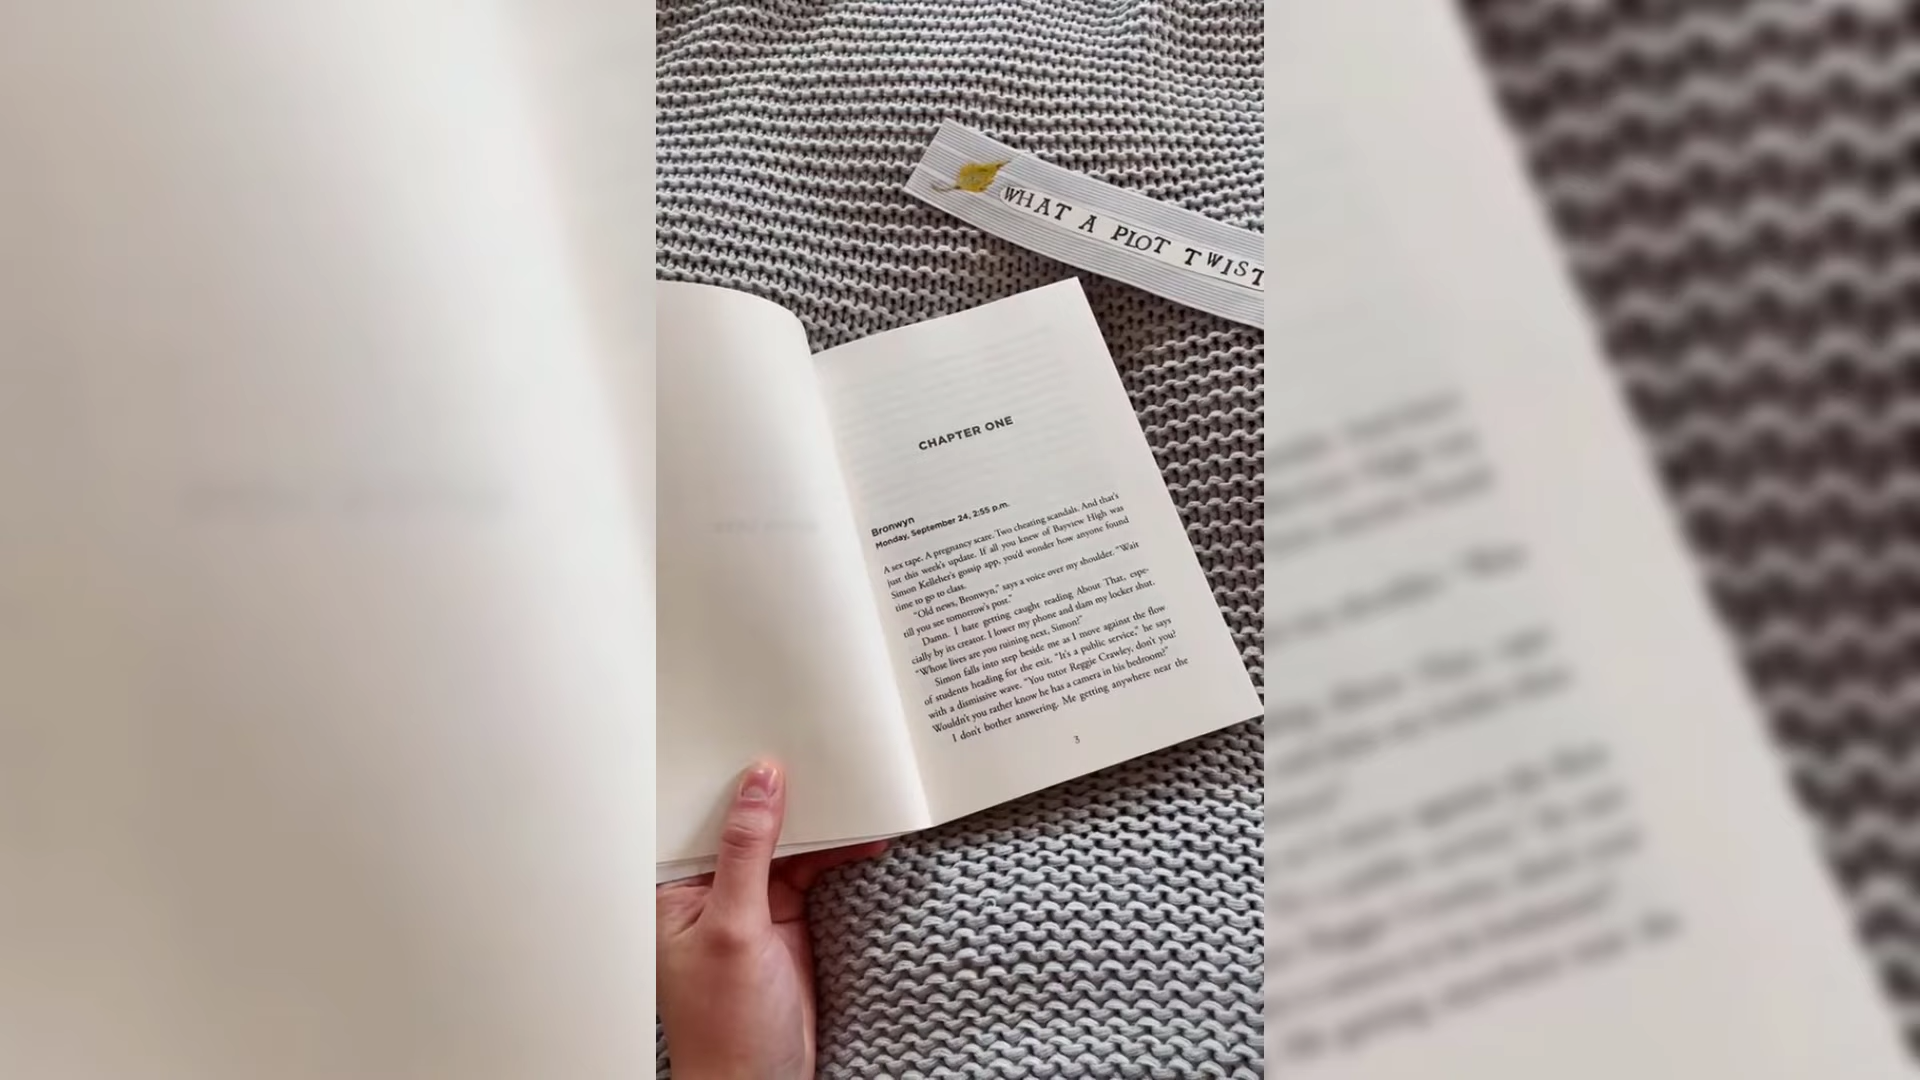 WHAT A PLOT TWIST
CHAPTER ONE
Bronwyn
Monday, September 24, 2:55 p.m.
A sex tape. A pregnancy scare. Two cheating scandals. And that's
just this week's update. If all you knew of Bayview High was
Simon Kelleher's gossip app, you'd wonder how anyone found
time to go to class.
"Old news, Bronwyn," says a voice over my shoulder. "Wait
till you see tomorrow's post."
Damn. I hate getting caught reading About That, espe-
cially by its creator. I lower my phone and slam my locker shut.
"Whose lives are you ruining next, Simon?"
Simon falls into step beside me as I move against the flow
of students heading for the exit. "It's a public service," he says
with a dismissive wave. "You tutor Reggie Crawley, don't you?
Wouldn't you rather know he has a camera in his bedroom?"
I don't bother answering. Me getting anywhere near the
3